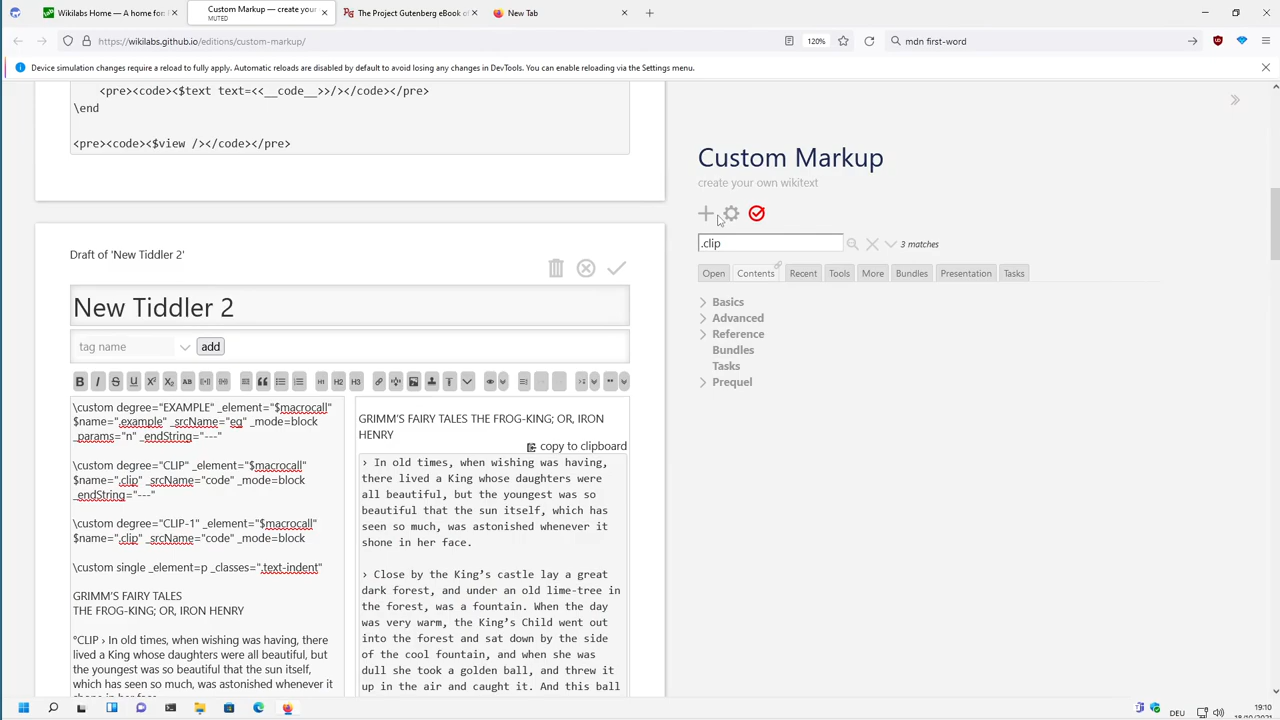 Wikilabs Home — A home for
Custom Markup — create your
MUTED
The Project Gutenberg eBook of
New Tab
https://wikilabs.github.io/editions/custom-markup/
120%
mdn first-word
Device simulation changes require a reload to fully apply. Automatic reloads are disabled by default to avoid losing any changes in DevTools. You can enable reloading via the Settings menu.
<pre><code><$text text=<<__code__>>/></code></pre>
\end
<pre><code><$view /></code></pre>
Draft of 'New Tiddler 2'
New Tiddler 2
tag name
add
B I S U X² X₂ AB
H1 H2 H3
\custom degree="EXAMPLE" _element="$macrocall"
$name=".example" _srcName="eg" _mode=block
_params="n" _endString="---"
\custom degree="CLIP" _element="$macrocall"
$name=".clip" _srcName="code" _mode=block
_endString="---"
\custom degree="CLIP-1" _element="$macrocall"
$name=".clip" _srcName="code" _mode=block
\custom single _element=p _classes=".text-indent"
GRIMM'S FAIRY TALES
THE FROG-KING; OR, IRON HENRY
°CLIP › In old times, when wishing was having, there
lived a King whose daughters were all beautiful, but
the youngest was so beautiful that the sun itself,
which has seen so much, was astonished whenever it
shone in her face.
GRIMM'S FAIRY TALES THE FROG-KING; OR, IRON
HENRY
copy to clipboard
› In old times, when wishing was having,
there lived a King whose daughters were
all beautiful, but the youngest was so
beautiful that the sun itself, which has
seen so much, was astonished whenever it
shone in her face.
› Close by the King’s castle lay a great
dark forest, and under an old lime-tree in
the forest, was a fountain. When the day
was very warm, the King’s Child went out
into the forest and sat down by the side
of the cool fountain, and when she was
dull she took a golden ball, and threw it
up in the air and caught it. And this ball
Custom Markup
create your own wikitext
.clip
3 matches
Open
Contents
Recent
Tools
More
Bundles
Presentation
Tasks
Basics
Advanced
Reference
Bundles
Tasks
Prequel
DEU
19:10
18/10/2021